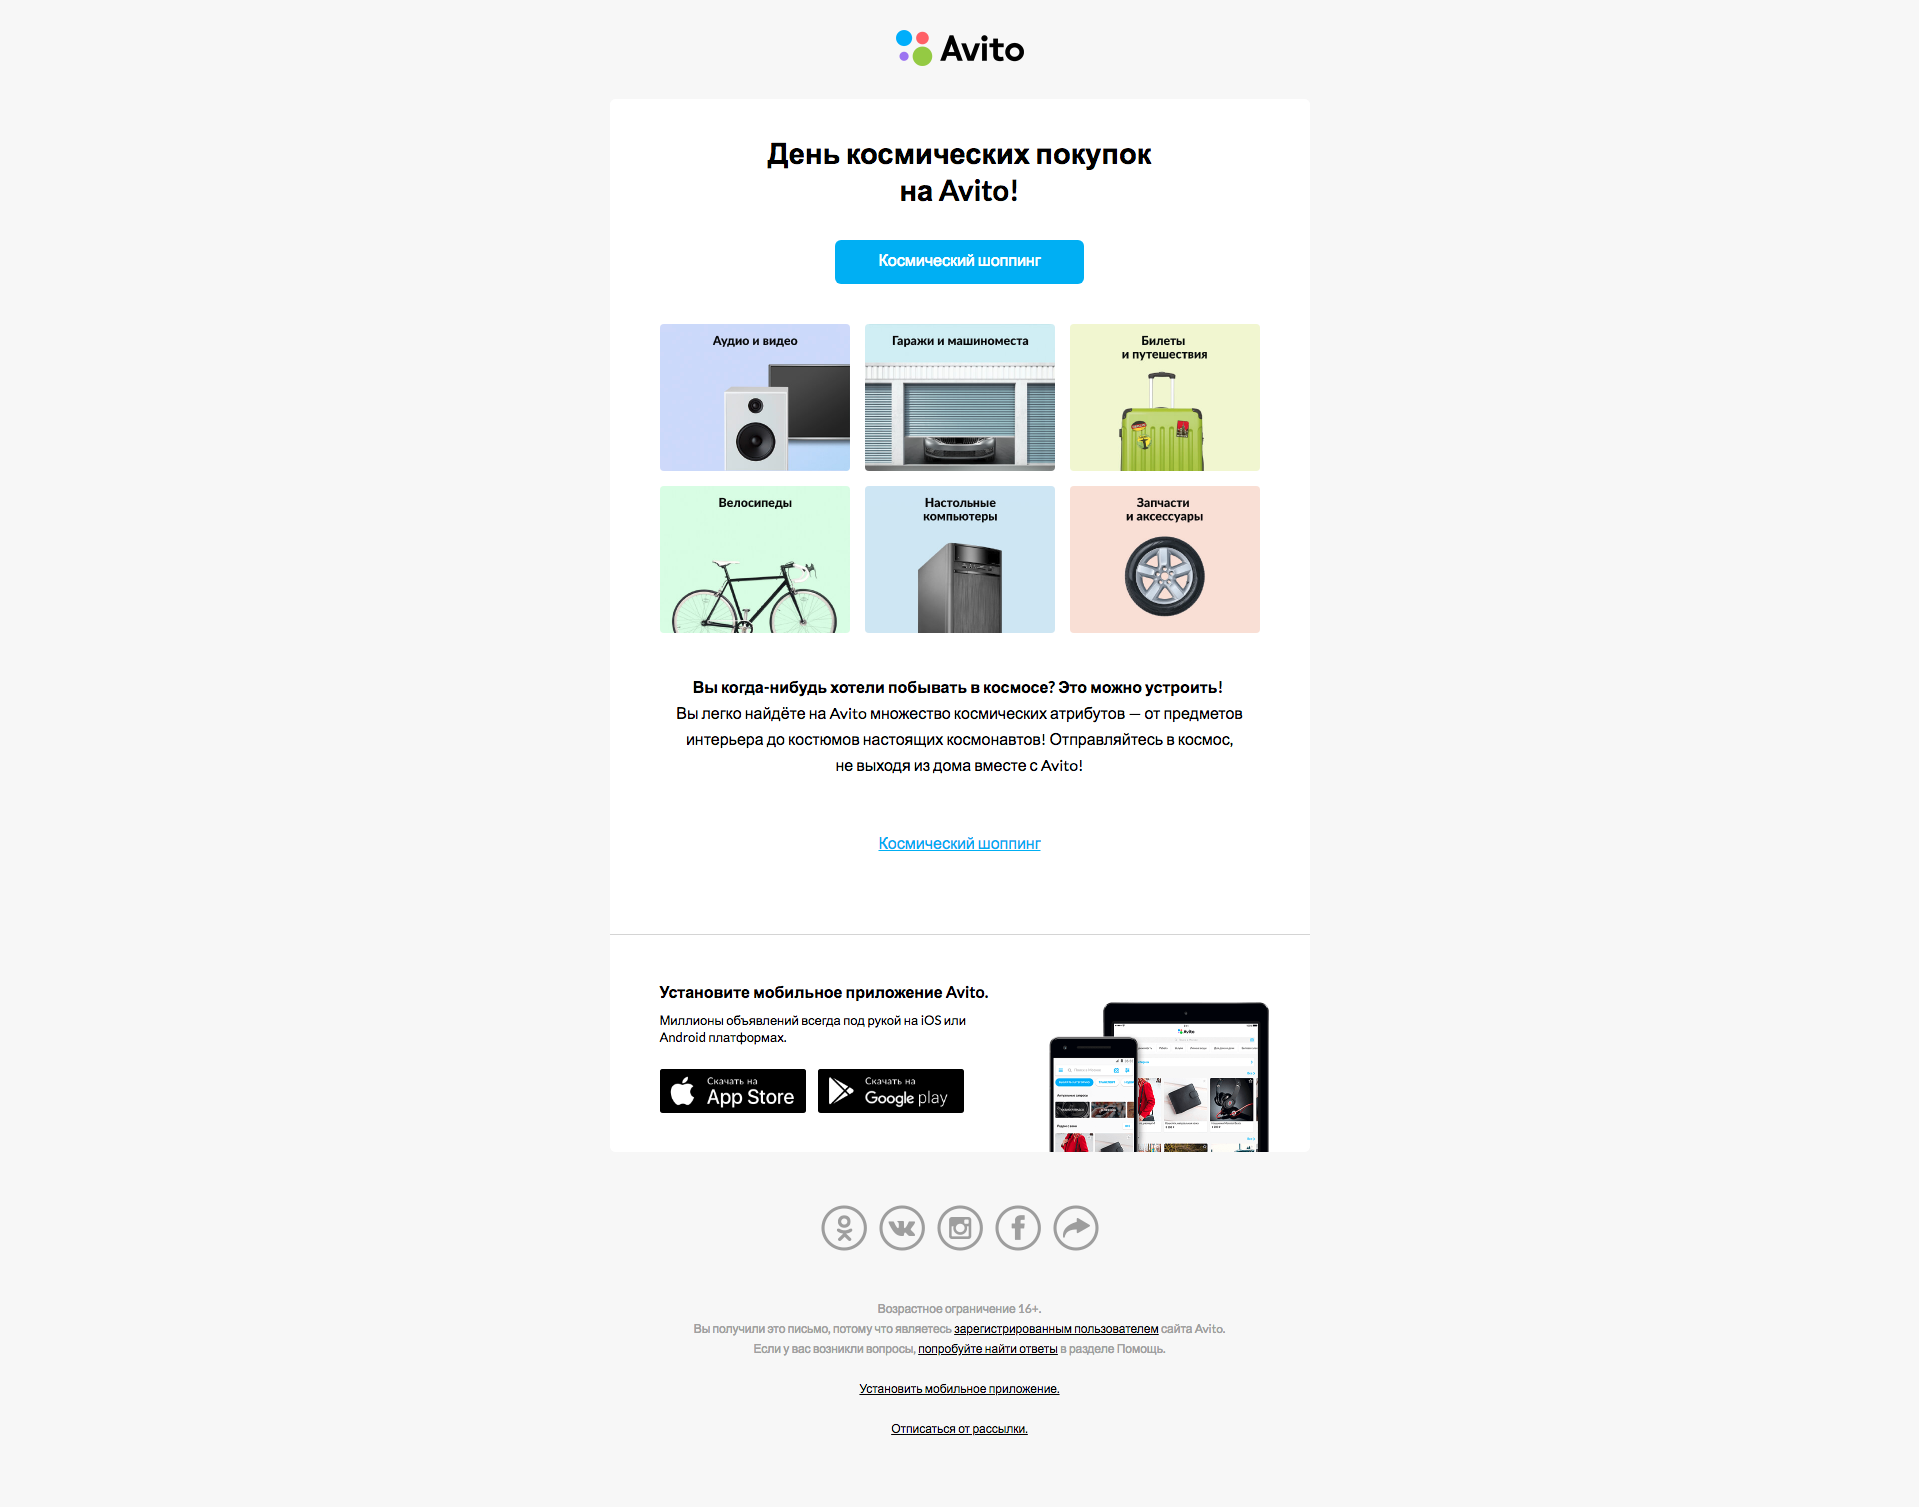 Avito
День космических покупок
на Avito!
Космический шоппинг
Аудио и видео
Гаражи и машиноместа
Билеты
и путешествия
Велосипеды
Настольные
компьютеры
Запчасти
и аксессуары
Вы когда-нибудь хотели побывать в космосе? Это можно устроить!
Вы легко найдёте на Avito множество космических атрибутов — от предметов
интерьера до костюмов настоящих космонавтов! Отправляйтесь в космос,
не выходя из дома вместе с Avito!
Космический шоппинг
Установите мобильное приложение Avito.
Миллионы объявлений всегда под рукой на iOS или
Android платформах.
Скачать на
App Store
Скачать на
Google play
Avito
Возрастное ограничение 16+.
Вы получили это письмо, потому что являетесь зарегистрированным пользователем сайта Avito.
Если у вас возникли вопросы, попробуйте найти ответы в разделе Помощь.
Установить мобильное приложение.
Отписаться от рассылки.